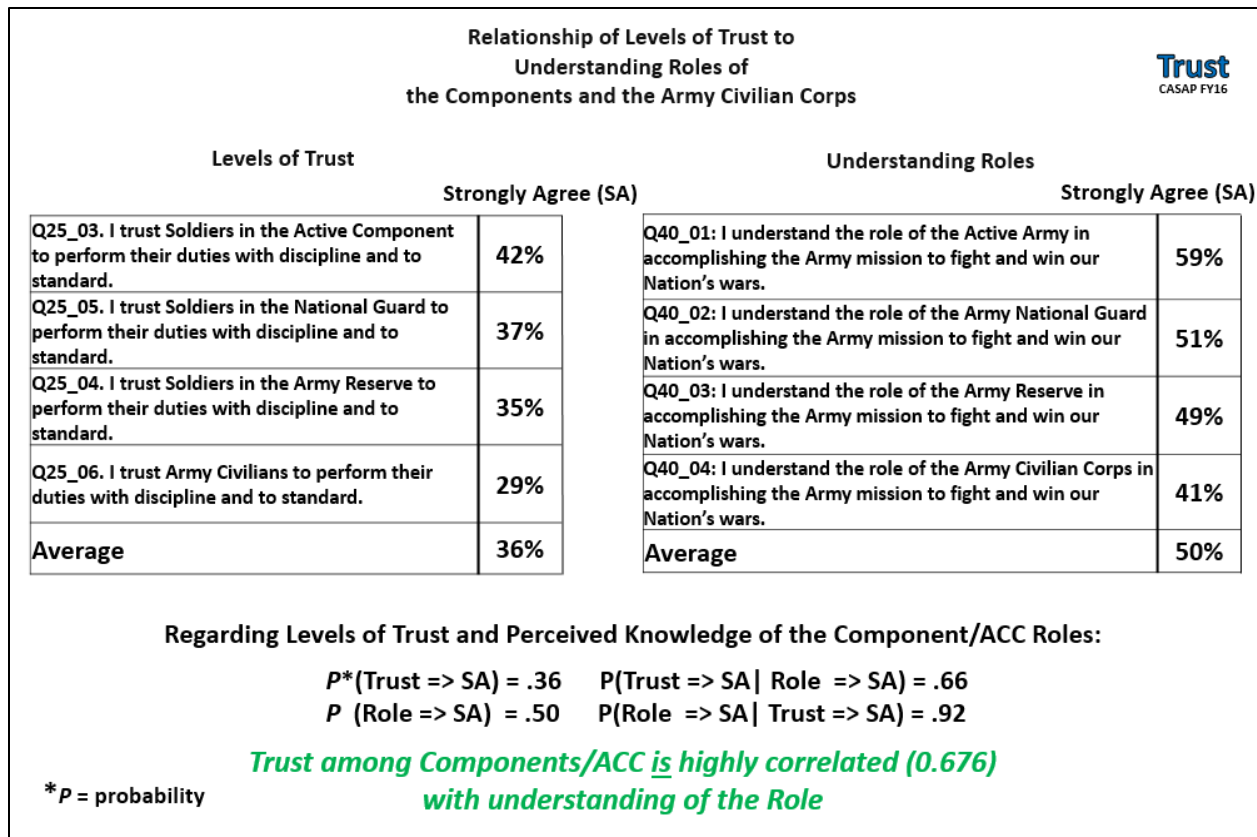 Relationship of Levels of Trust to
Understanding Roles of
the Components and the Army Civilian Corps
Trust
CASAP FY16
Levels of Trust
Strongly Agree (SA)
Q25_03. I trust Soldiers in the Active Component
to perform their duties with discipline and to
standard.
42%
Q25_05. I trust Soldiers in the National Guard to
perform their duties with discipline and to
standard.
37%
Q25_04. I trust Soldiers in the Army Reserve to
perform their duties with discipline and to
standard.
35%
Q25_06. I trust Army Civilians to perform their
duties with discipline and to standard.
29%
Average
36%
Understanding Roles
Strongly Agree (SA)
Q40_01: I understand the role of the Active Army in
accomplishing the Army mission to fight and win our
Nation's wars.
59%
Q40_02: I understand the role of the Army National Guard
in accomplishing the Army mission to fight and win our
Nation's wars.
51%
Q40_03: I understand the role of the Army Reserve in
accomplishing the Army mission to fight and win our
Nation's wars.
49%
Q40_04: I understand the role of the Army Civilian Corps in
accomplishing the Army mission to fight and win our
Nation's wars.
41%
Average
50%
Regarding Levels of Trust and Perceived Knowledge of the Component/ACC Roles:
P*(Trust => SA) = .36 P(Trust => SA| Role => SA) = .66
P (Role => SA) = .50 P(Role => SA| Trust => SA) = .92
Trust among Components/ACC is highly correlated (0.676)
with understanding of the Role
*P = probability